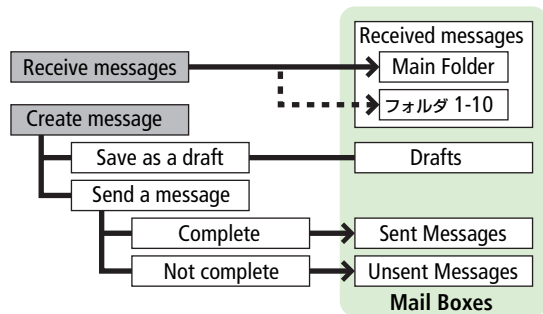 Received messages
Receive messages
Main Folder
フォルダ 1-10
Create message
Save as a draft
Drafts
Send a message
Complete
Sent Messages
Not complete
Unsent Messages
Mail Boxes